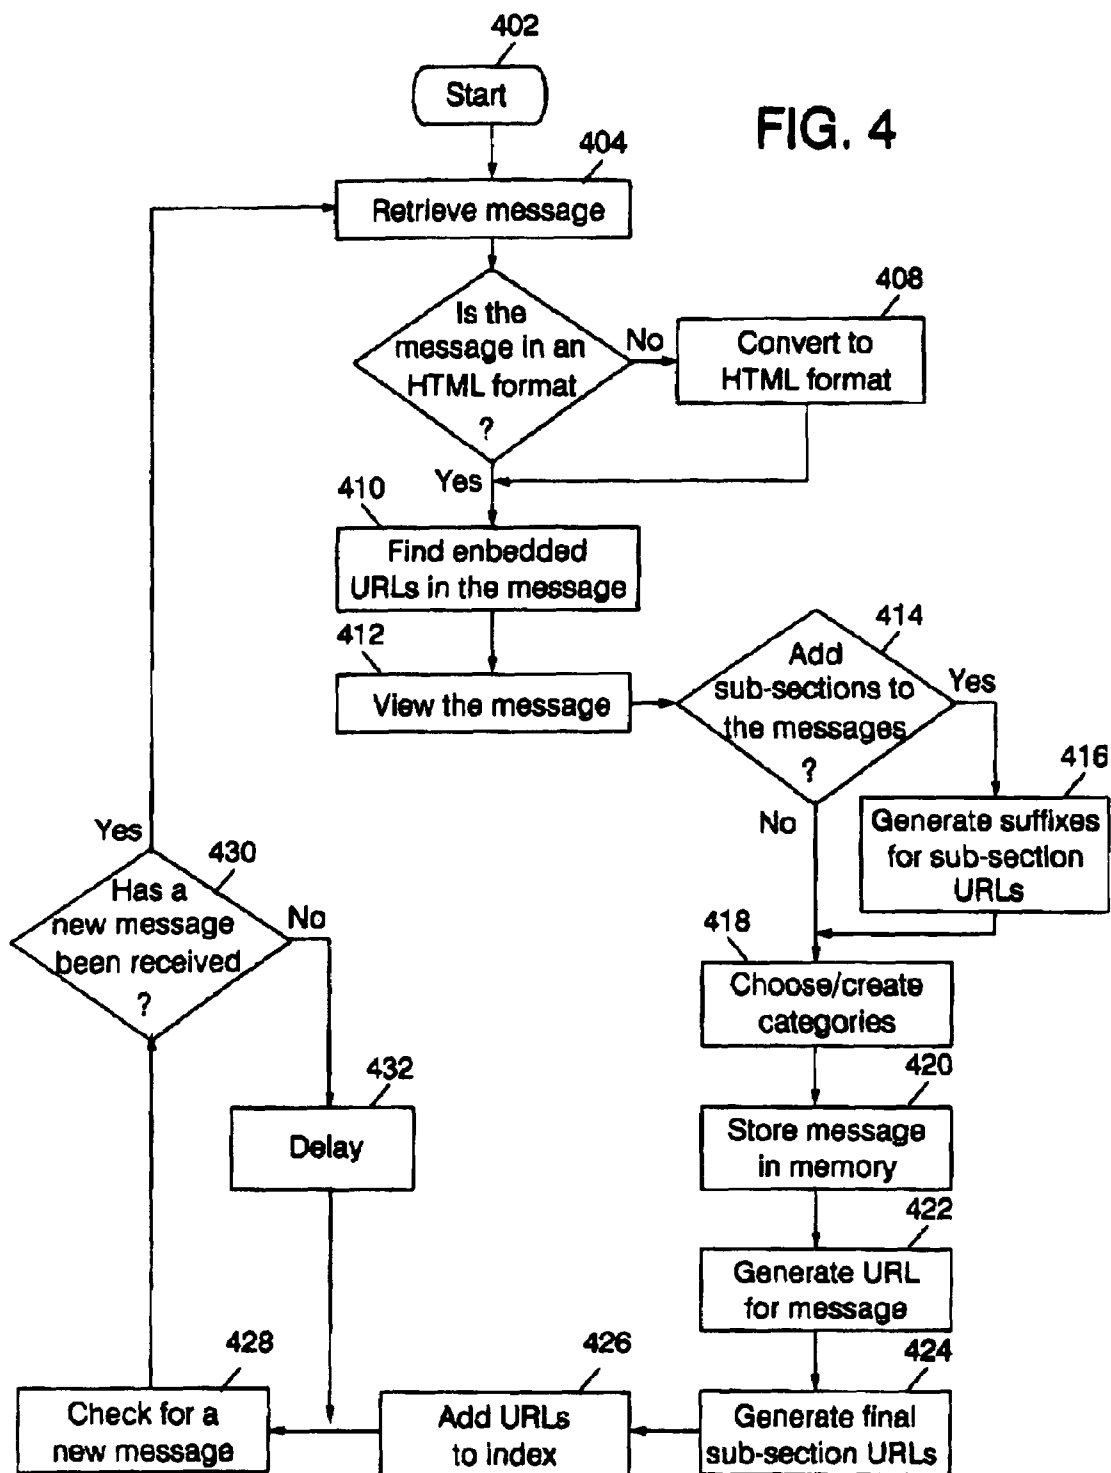 402
Start
FIG. 4
404
Retrieve message
408
Is the
message in an
HTML format
?
No
Convert to
HTML format
Yes
410
Find enbedded
URLs in the message
412
View the message
414
Add
sub-sections to
the messages
?
Yes
416
Generate suffixes
for sub-section
URLs
No
418
Choose/create
categories
420
Store message
in memory
422
Generate URL
for message
424
Generate final
sub-section URLs
426
Add URLs
to index
428
Check for a
new message
Yes
430
Has a
new message
been received
?
No
432
Delay